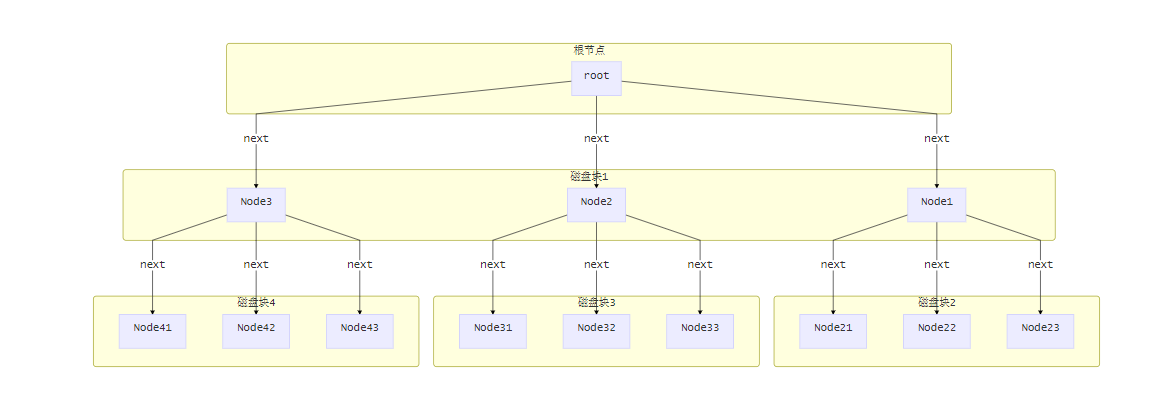 根节点
root
next next next
磁盘块1
Node3 Node2 Node1
next next next next next next next next next
磁盘块4 磁盘块3 磁盘块2
Node41 Node42 Node43 Node31 Node32 Node33 Node21 Node22 Node23